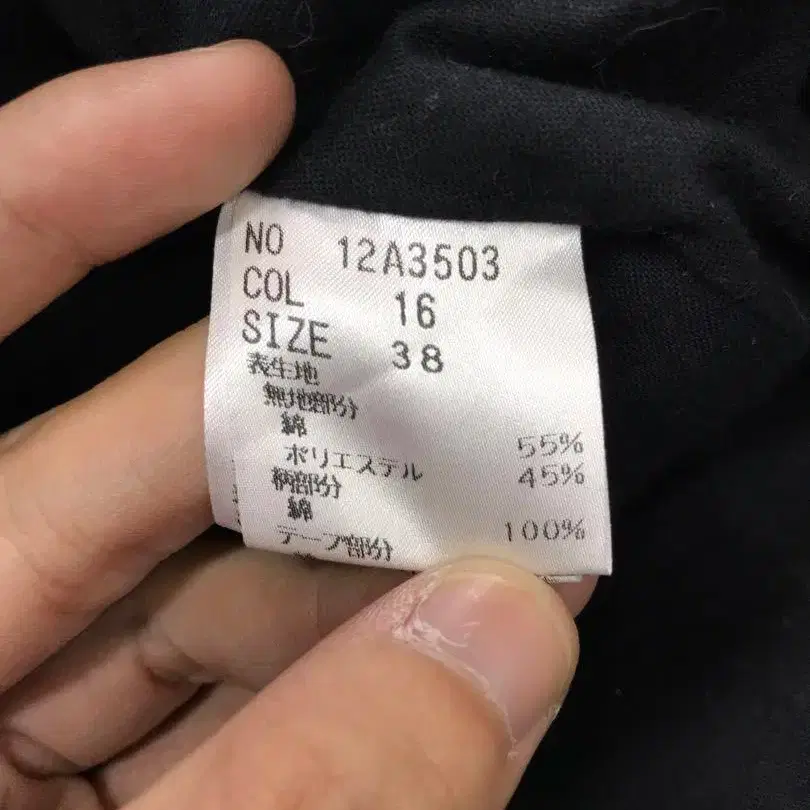 NO 12A3503
COL 16
SIZE 38
表生地
無地部分
綿 55%
ポリエステル 45%
柄部分
綿 100%
テープ部分